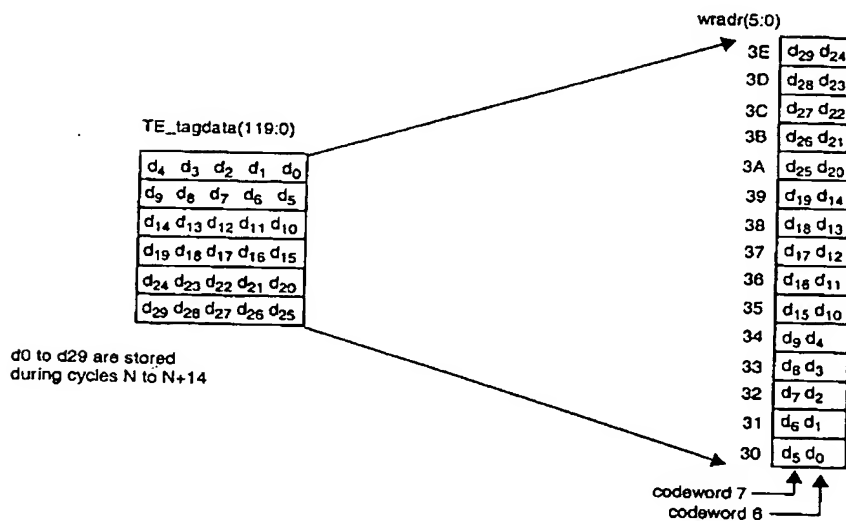 wradr(5:0)
3E d29 d24
3D d28 d23
3C d27 d22
3B d26 d21
3A d25 d20
39 d19 d14
38 d18 d13
37 d17 d12
36 d16 d11
35 d15 d10
34 d9 d4
33 d8 d3
32 d7 d2
31 d6 d1
30 d5 d0
codeword 7
codeword 6
TE_tagdata(119:0)
d4 d3 d2 d1 d0
d9 d8 d7 d6 d5
d14 d13 d12 d11 d10
d19 d18 d17 d16 d15
d24 d23 d22 d21 d20
d29 d28 d27 d26 d25
d0 to d29 are stored
during cycles N to N+14